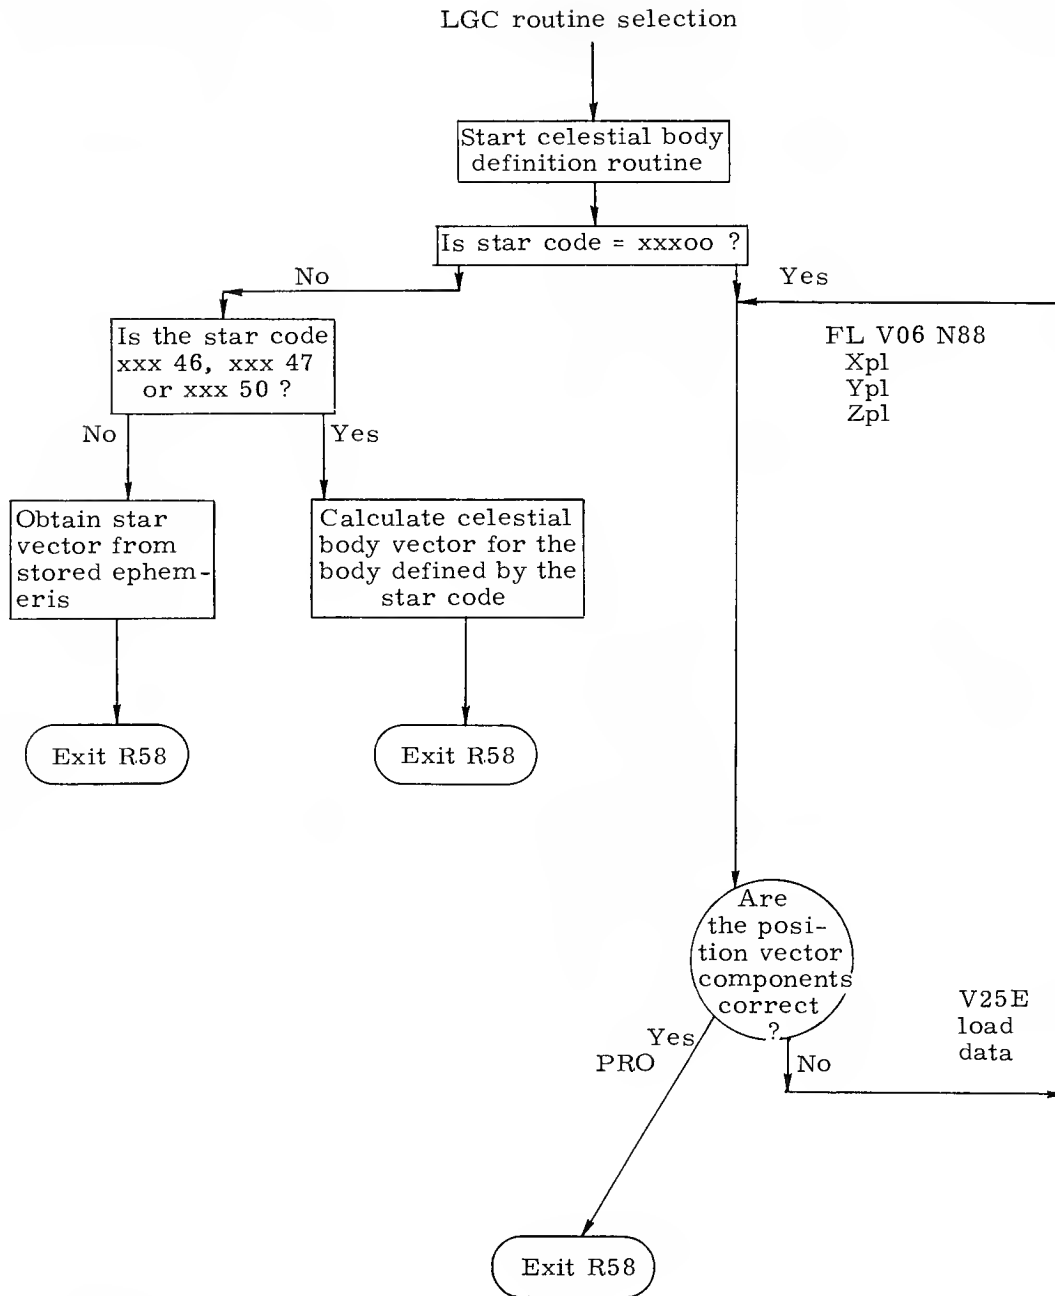 LGC routine selection
Start celestial body
definition routine
Is star code = xxxoo ?
No
Yes
Is the star code
xxx 46, xxx 47
or xxx 50 ?
FL V06 N88
Xpl
Ypl
Zpl
No
Yes
Obtain star
vector from
stored ephem-
eris
Calculate celestial
body vector for the
body defined by the
star code
Exit R58
Exit R58
Are
the posi-
tion vector
components
correct
?
V25E
load
data
Yes
PRO
No
Exit R58